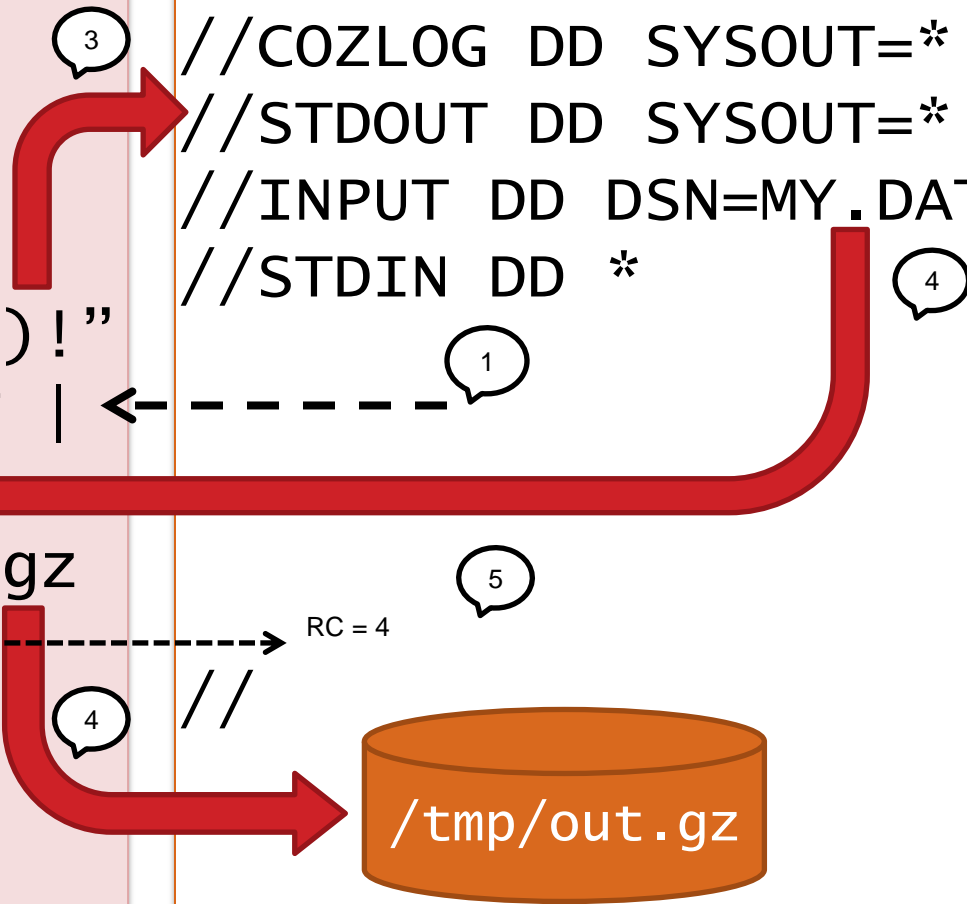 3
//COZLOG DD SYSOUT=*
//STDOUT DD SYSOUT=*
//INPUT DD DSN=MY.DAT
//STDIN DD *
4
)!”
1
|
gz
5
RC = 4
//
4
/tmp/out.gz